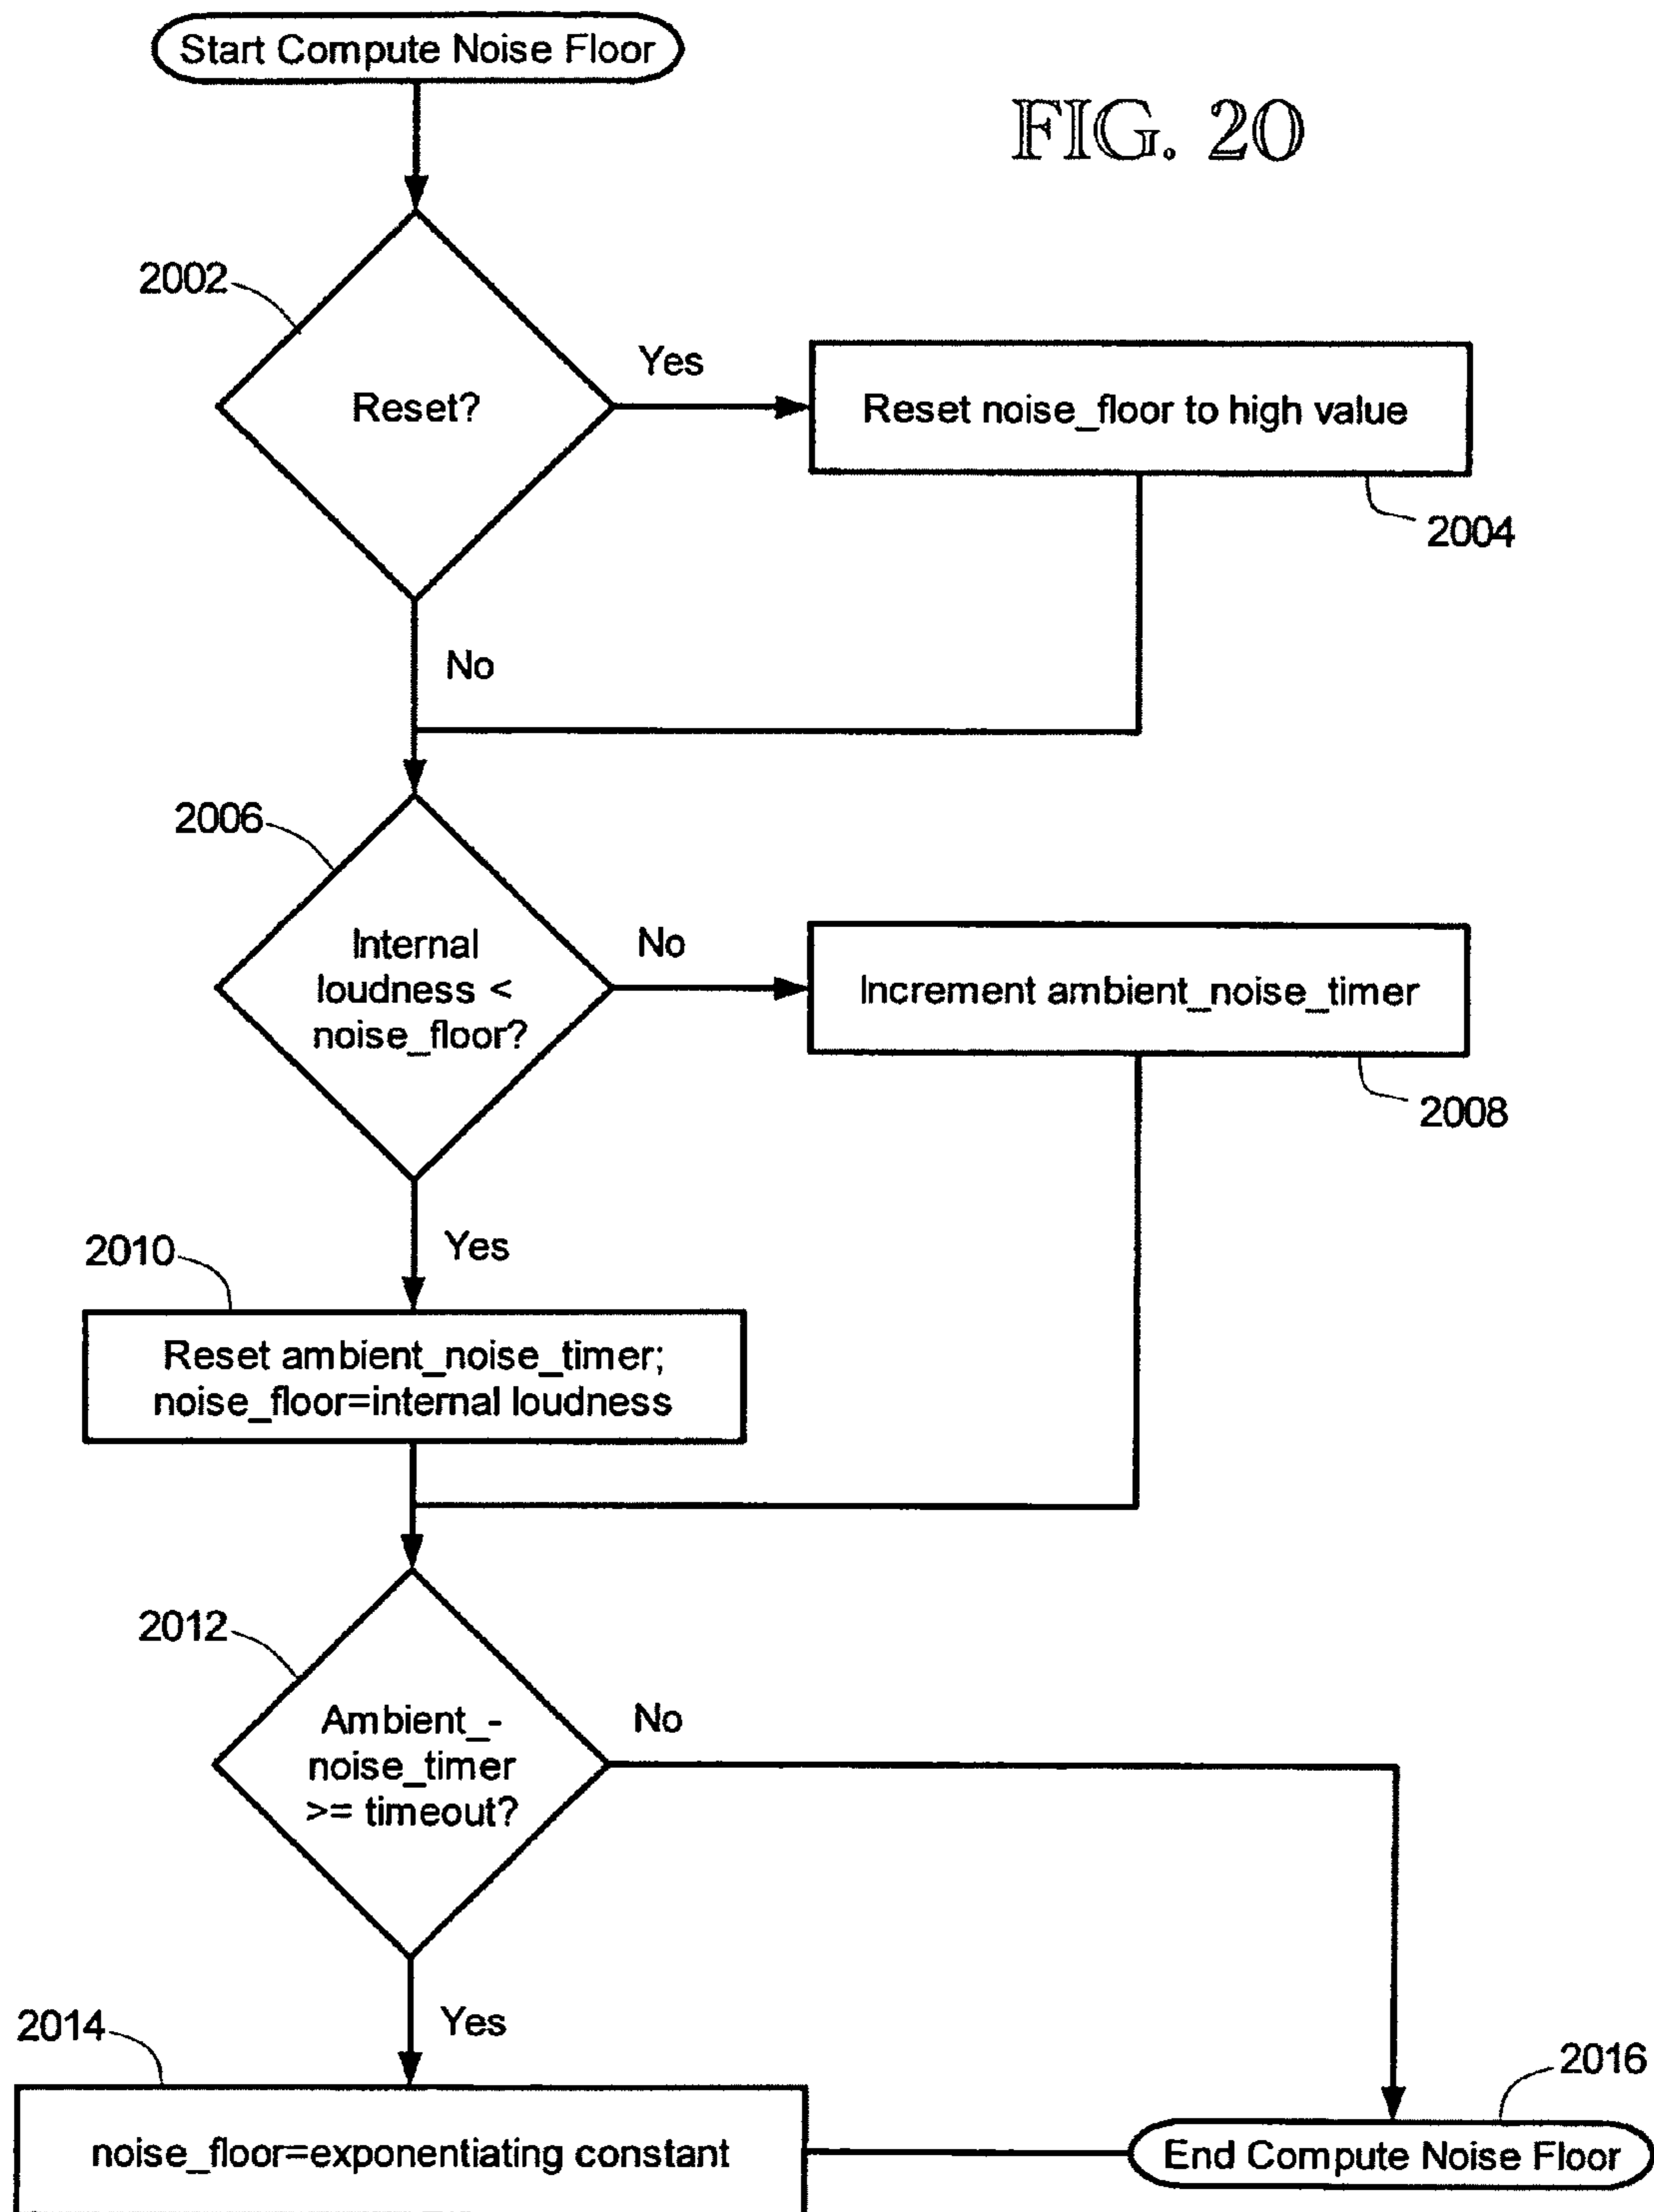 Start Compute Noise Floor
FIG. 20
2002
Reset?
Yes
Reset noise_floor to high value
2004
No
2006
Internal
loudness <
noise_floor?
No
Increment ambient_noise_timer
2008
Yes
2010
Reset ambient_noise_timer;
noise_floor=internal loudness
2012
Ambient_-
noise_timer
>= timeout?
No
Yes
2014
noise_floor=exponentiating constant
2016
End Compute Noise Floor